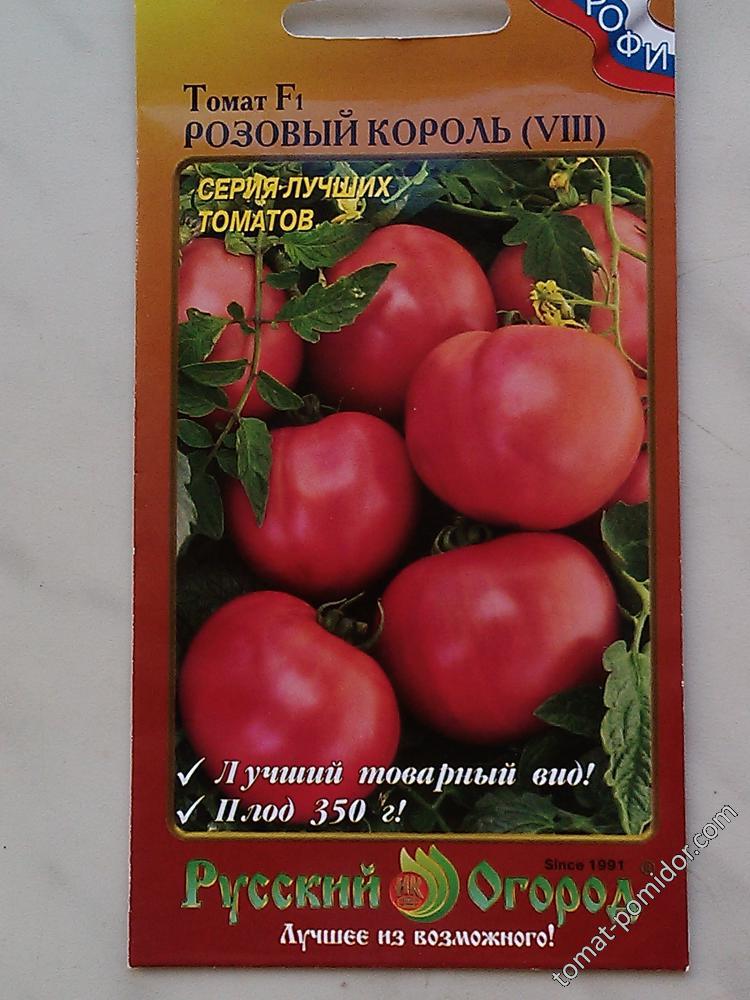 РОФИ
Томат F1
РОЗОВЫЙ КОРОЛЬ (VIII)
СЕРИЯ ЛУЧШИХ
ТОМАТОВ
✓ Лучший товарный вид!
✓ Плод 350 г!
Since 1991
Русский Огород®
Лучшее из возможного!
tomat-pomidor.com